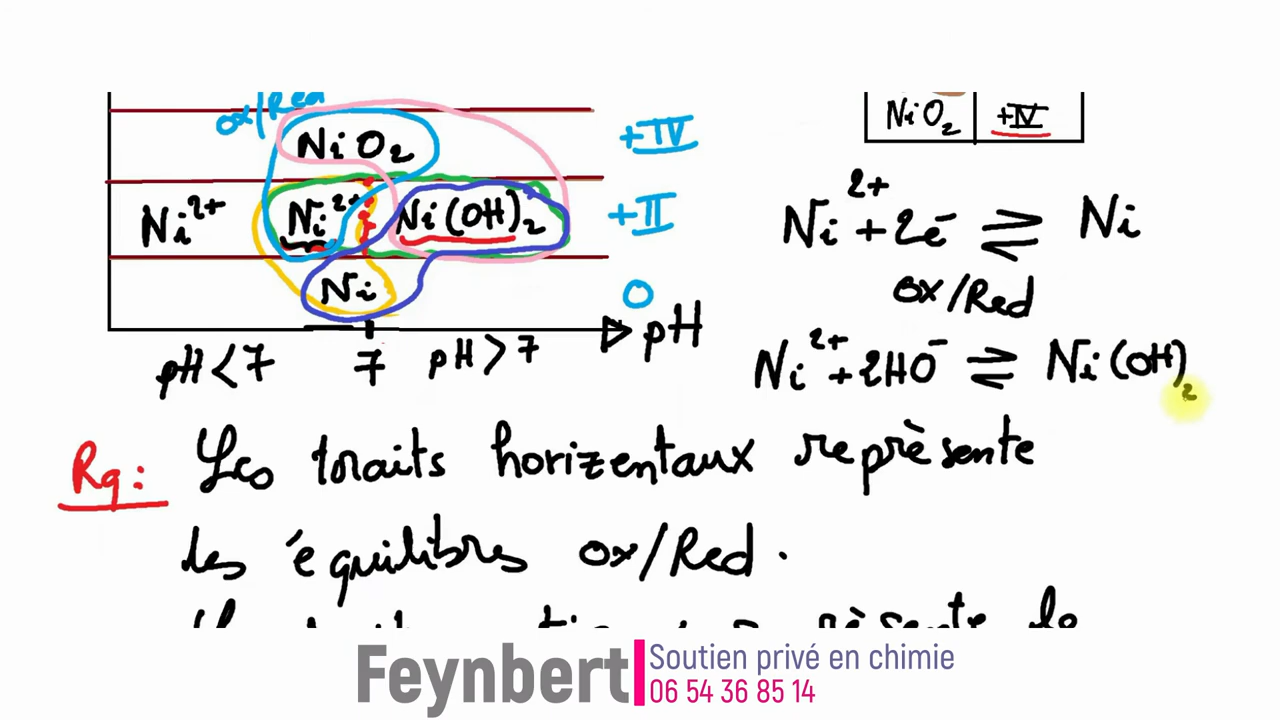 ox/Red
NiO2 +IV
Ni2+ Ni2+ Ni(OH)2 +II
Ni 0
pH
pH<7 7 pH>7
NiO2 +IV
Ni2+ + 2e- ⇌ Ni
ox/Red
Ni2+ + 2HO- ⇌ Ni(OH)2
Rq: Les traits horizentaux représente
les équilibres ox/Red.
Feynbert
Soutien privé en chimie
06 54 36 85 14